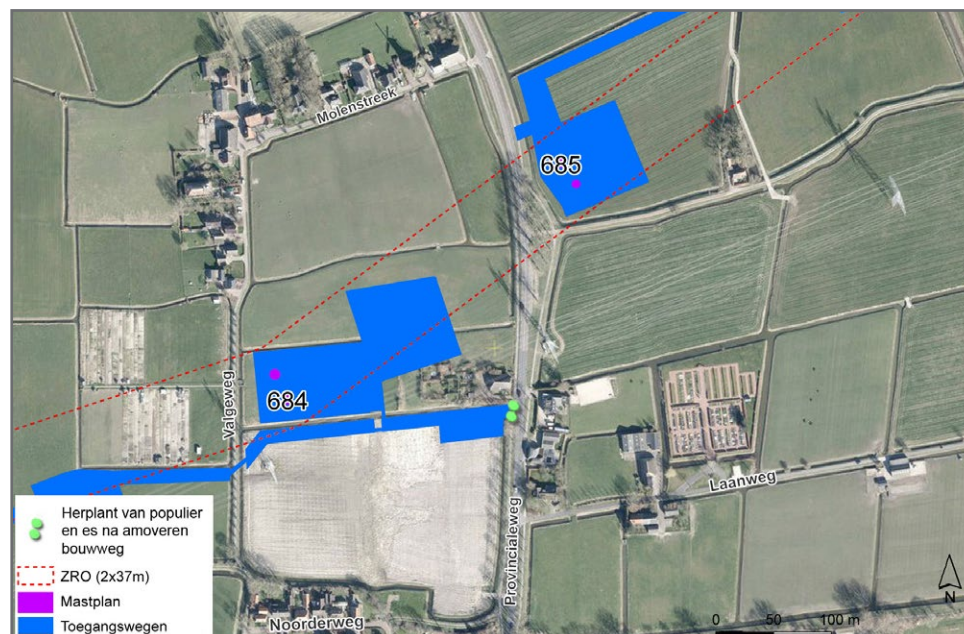 Molenstreek
685
684
Valgeweg
Provincialeweg
Laanweg
Noorderweg
Herplant van populier
en es na amoveren
bouwweg
ZRO (2x37m)
Mastplan
Toegangswegen
0 50 100 m
N